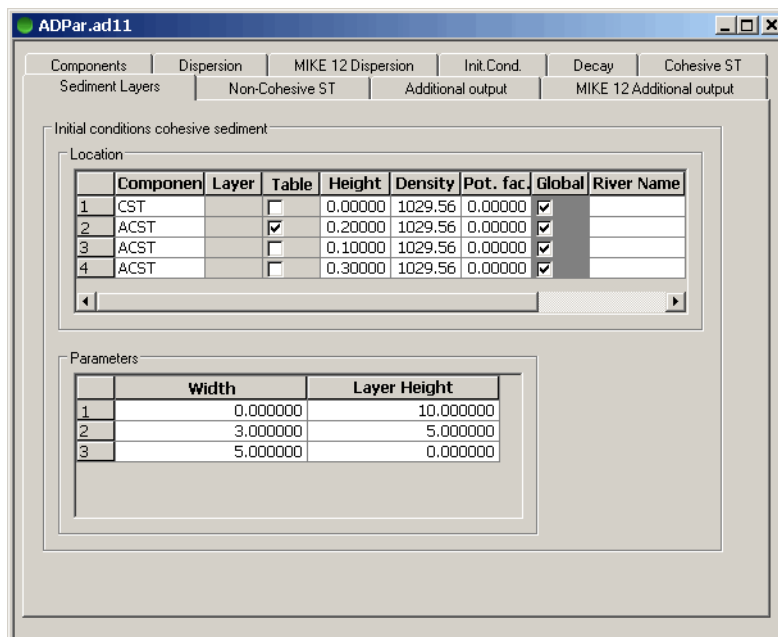 ADPar.ad11
Components Dispersion MIKE 12 Dispersion Init.Cond. Decay Cohesive ST
Sediment Layers Non-Cohesive ST Additional output MIKE 12 Additional output
Initial conditions cohesive sediment
Location
Componen Layer Table Height Density Pot. fac. Global River Name
1 CST 0.00000 1029.56 0.00000
2 ACST 0.20000 1029.56 0.00000
3 ACST 0.10000 1029.56 0.00000
4 ACST 0.30000 1029.56 0.00000
Parameters
Width Layer Height
1 0.000000 10.000000
2 3.000000 5.000000
3 5.000000 0.000000